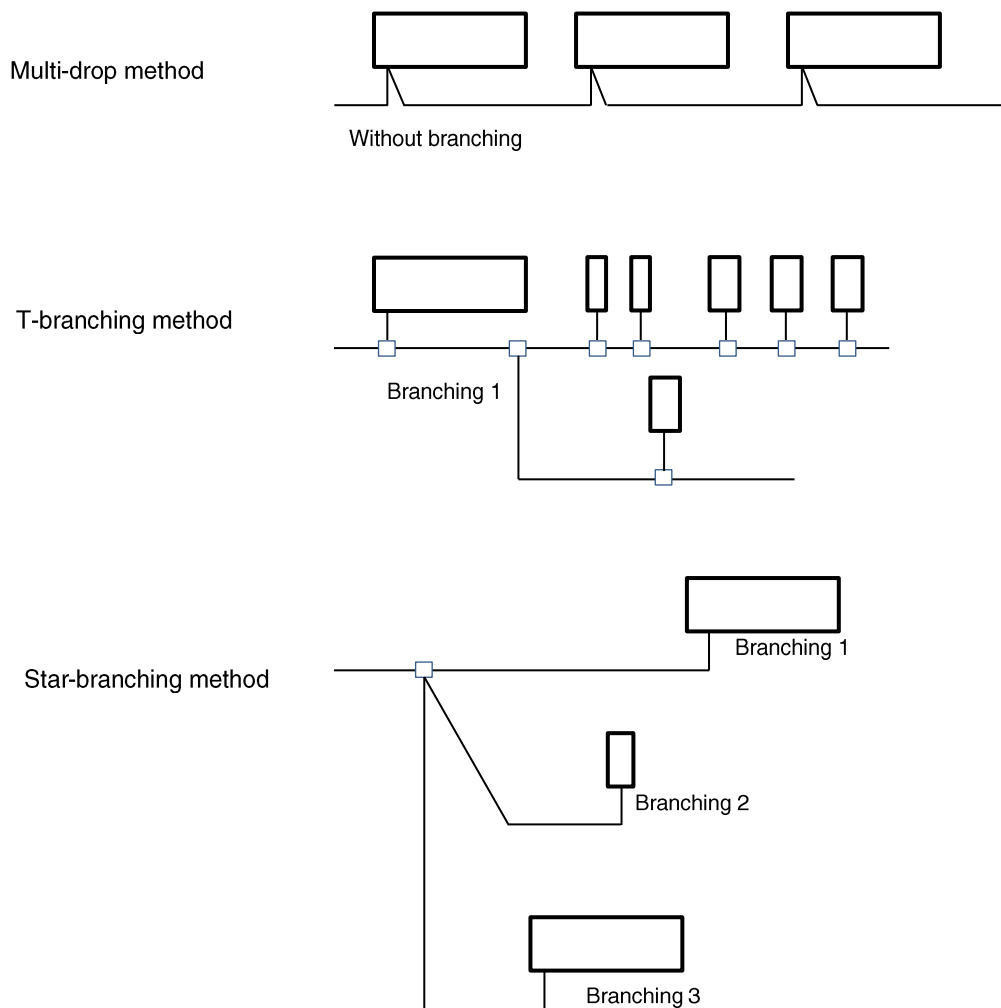 Multi-drop method
Without branching
T-branching method
Branching 1
Branching 1
Star-branching method
Branching 2
Branching 3